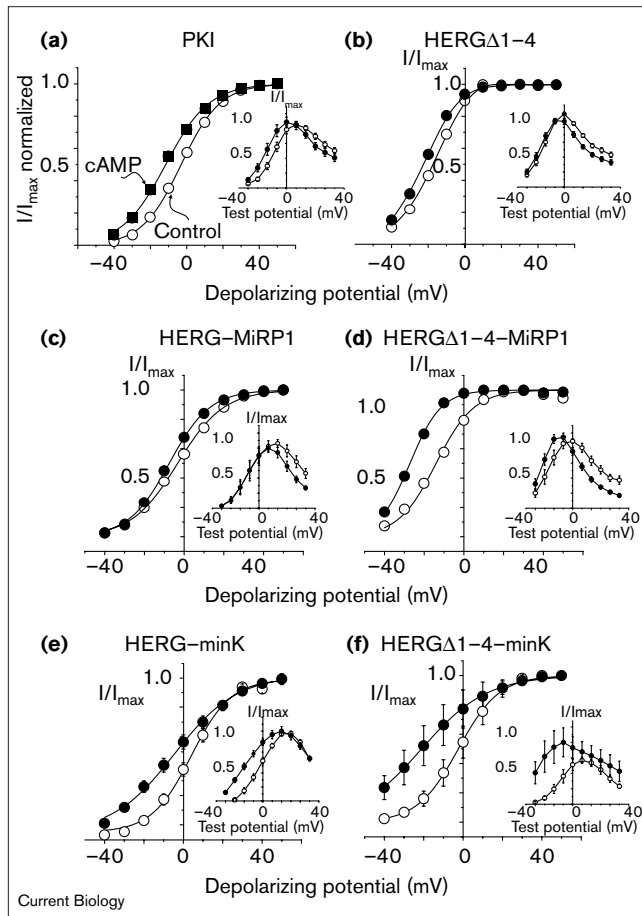 (a) PKI
I/Imax normalized
1.0
0.5
cAMP
Control
−40 0 40
Depolarizing potential (mV)
I/Imax
1.0
0.5
−40 0 40
Test potential (mV)
(b) HERGΔ1–4
I/Imax
1.0
0.5
−40 0 40
Depolarizing potential (mV)
1.0
0.5
−40 0 40
Test potential (mV)
(c) HERG–MiRP1
I/Imax
1.0
0.5
−40 0 40
Depolarizing potential (mV)
I/Imax
1.0
0.5
−40 0 40
Test potential (mV)
(d) HERGΔ1–4–MiRP1
I/Imax
1.0
0.5
−40 0 40
Depolarizing potential (mV)
1.0
0.5
−40 0 40
Test potential (mV)
(e) HERG–minK
I/Imax
1.0
0.5
−40 0 40
Depolarizing potential (mV)
I/Imax
1.0
0.5
−40 0 40
Test potential (mV)
(f) HERGΔ1–4–minK
I/Imax
1.0
0.5
−40 0 40
Depolarizing potential (mV)
I/Imax
1.0
0.5
−40 0 40
Test potential (mV)
Current Biology